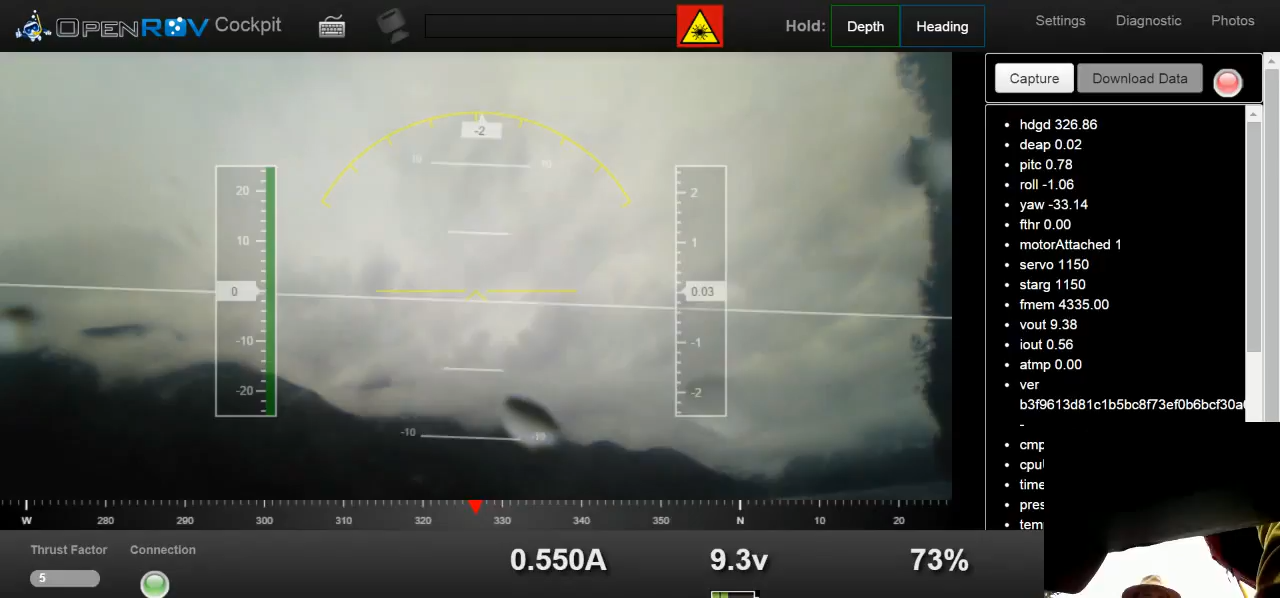 OPENROV Cockpit
Hold: Depth Heading
Settings Diagnostic Photos
Capture Download Data
hdgd 326.86
deap 0.02
pitc 0.78
roll -1.06
yaw -33.14
fthr 0.00
motorAttached 1
servo 1150
starg 1150
fmem 4335.00
vout 9.38
iout 0.56
atmp 0.00
ver
-
time
-2
10
20
10
0
-10
-20
2
1
0.03
-1
-2
-10
W 280 290 300 310 320 330 340 350 N 10 20
Thrust Factor Connection
5
0.550A 9.3v 73%